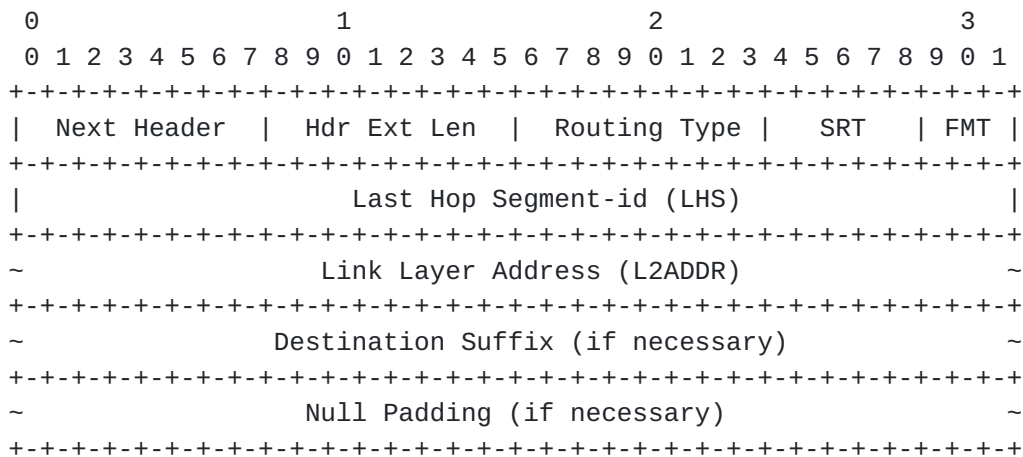 0                   1                   2                   3
 0 1 2 3 4 5 6 7 8 9 0 1 2 3 4 5 6 7 8 9 0 1 2 3 4 5 6 7 8 9 0 1
+-+-+-+-+-+-+-+-+-+-+-+-+-+-+-+-+-+-+-+-+-+-+-+-+-+-+-+-+-+-+-+-+
|  Next Header  |  Hdr Ext Len  |  Routing Type |   SRT   | FMT |
+-+-+-+-+-+-+-+-+-+-+-+-+-+-+-+-+-+-+-+-+-+-+-+-+-+-+-+-+-+-+-+-+
|                     Last Hop Segment-id (LHS)                 |
+-+-+-+-+-+-+-+-+-+-+-+-+-+-+-+-+-+-+-+-+-+-+-+-+-+-+-+-+-+-+-+-+
~                   Link Layer Address (L2ADDR)                 ~
+-+-+-+-+-+-+-+-+-+-+-+-+-+-+-+-+-+-+-+-+-+-+-+-+-+-+-+-+-+-+-+-+
~                Destination Suffix (if necessary)              ~
+-+-+-+-+-+-+-+-+-+-+-+-+-+-+-+-+-+-+-+-+-+-+-+-+-+-+-+-+-+-+-+-+
~                  Null Padding (if necessary)                  ~
+-+-+-+-+-+-+-+-+-+-+-+-+-+-+-+-+-+-+-+-+-+-+-+-+-+-+-+-+-+-+-+-+